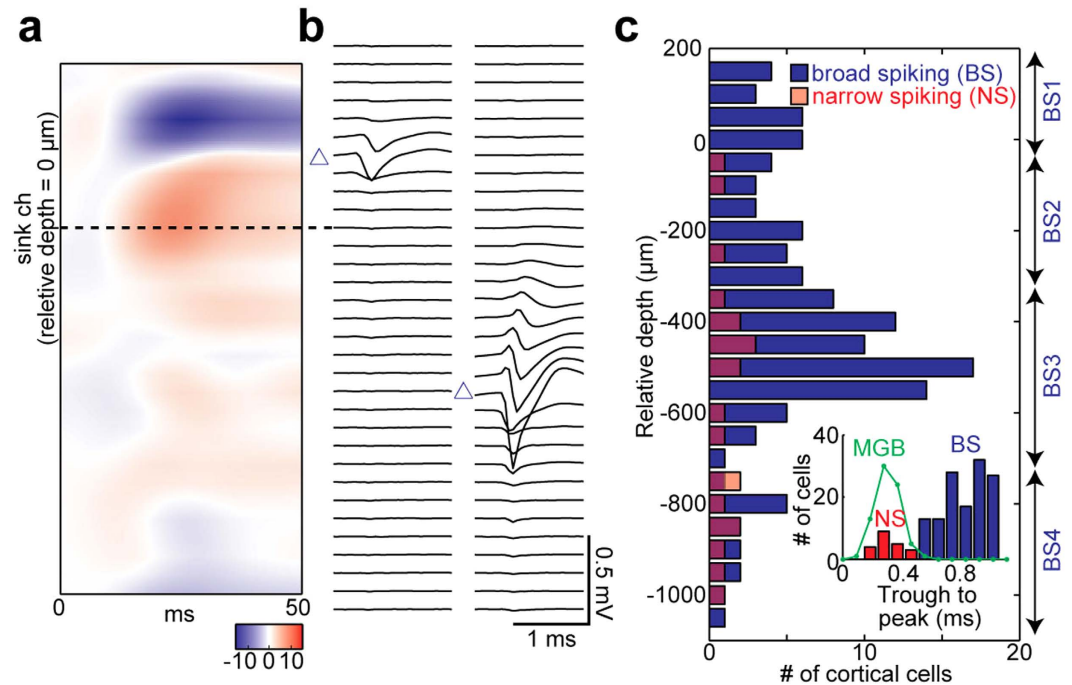 a
sink ch
(reletive depth = 0 µm)
0
ms
50
-10 0 10
b
0.5 mV
1 ms
c
200
0
-200
-400
-600
-800
-1000
Relative depth (µm)
broad spiking (BS)
narrow spiking (NS)
BS1
BS2
BS3
BS4
40
20
0
# of cells
MGB
BS
NS
0
0.4
0.8
Trough to
peak (ms)
0
10
20
# of cortical cells